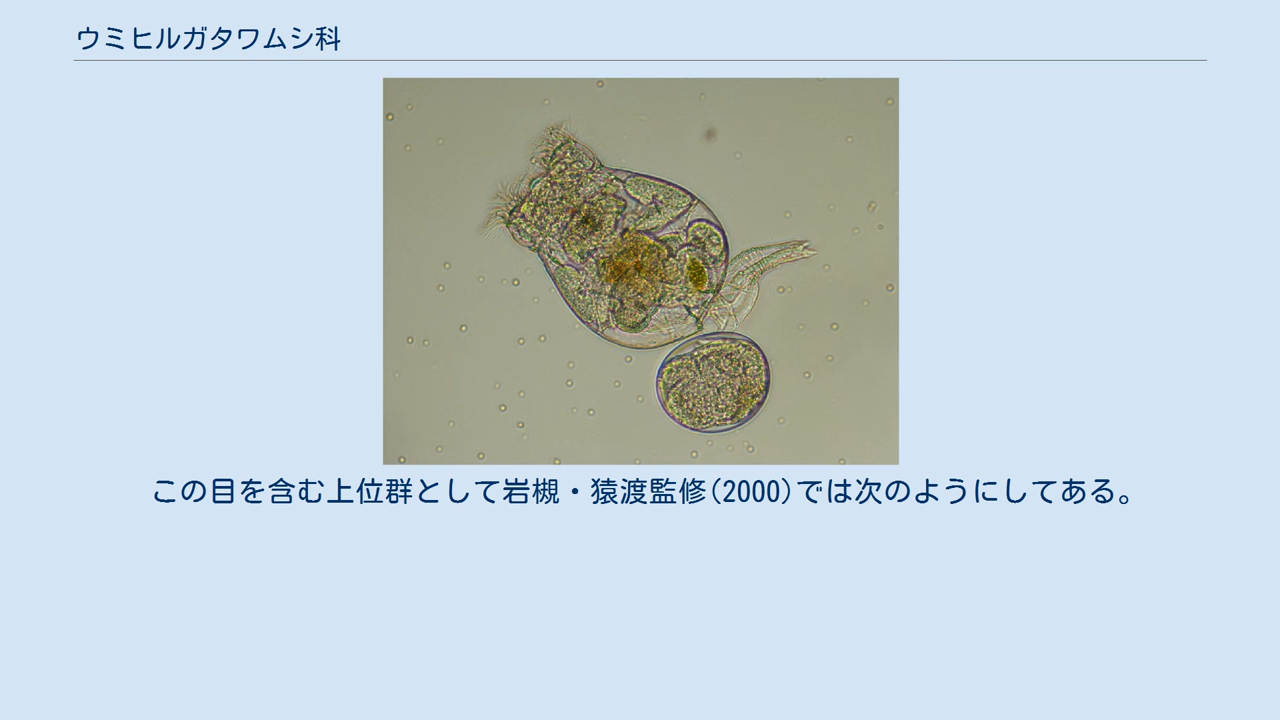 ウミヒルガタワムシ科
この目を含む上位群として岩槻・猿渡監修(2000)では次のようにしてある。